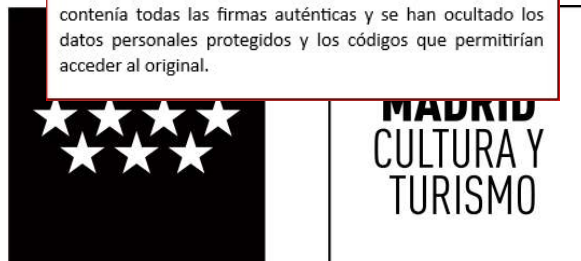 contenía todas las firmas auténticas y se han ocultado los
datos personales protegidos y los códigos que permitirían
acceder al original.
MADRID
CULTURA Y
TURISMO